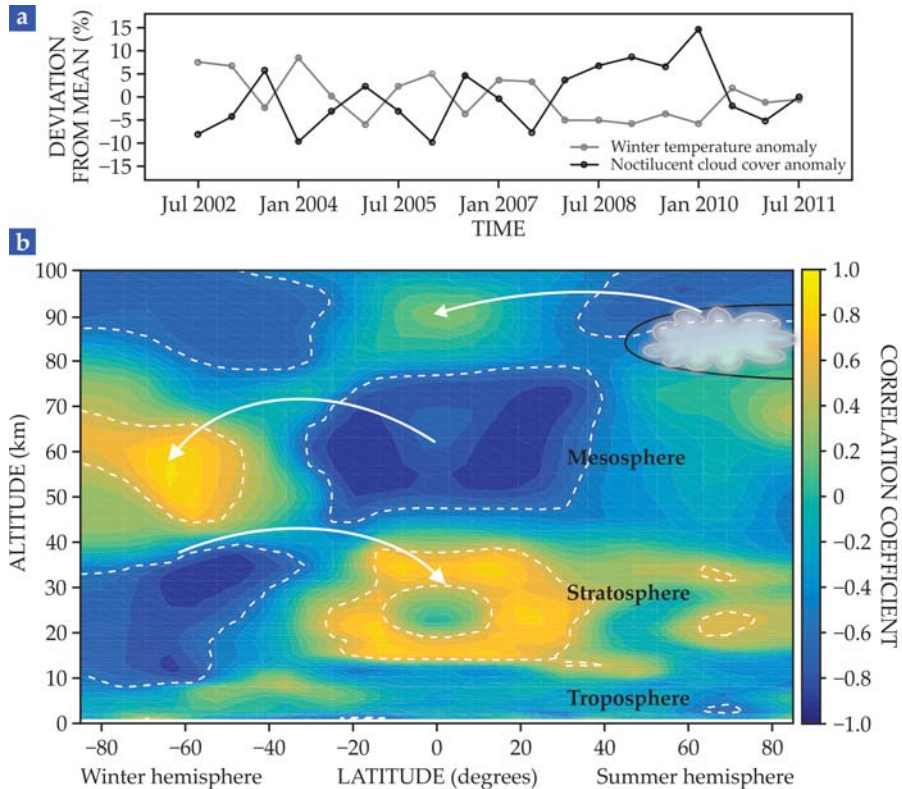 a
15
10
5
0
−5
−10
−15
DEVIATION
FROM MEAN (%)
Winter temperature anomaly
Noctilucent cloud cover anomaly
Jul 2002
Jan 2004
Jul 2005
Jan 2007
Jul 2008
Jan 2010
Jul 2011
TIME
b
100
90
80
70
60
50
40
30
20
10
0
ALTITUDE (km)
Mesosphere
Stratosphere
Troposphere
1.0
0.8
0.6
0.4
0.2
0
−0.2
−0.4
−0.6
−0.8
−1.0
CORRELATION COEFFICIENT
−80
−60
−40
−20
0
20
40
60
80
Winter hemisphere
LATITUDE (degrees)
Summer hemisphere